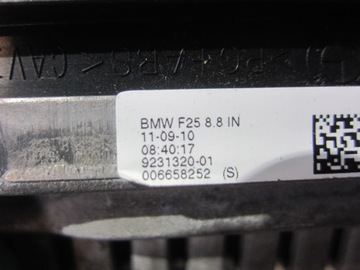 BMW F25 8.8 IN
11-09-10
08:40:17
9231320-01
006658252 (S)